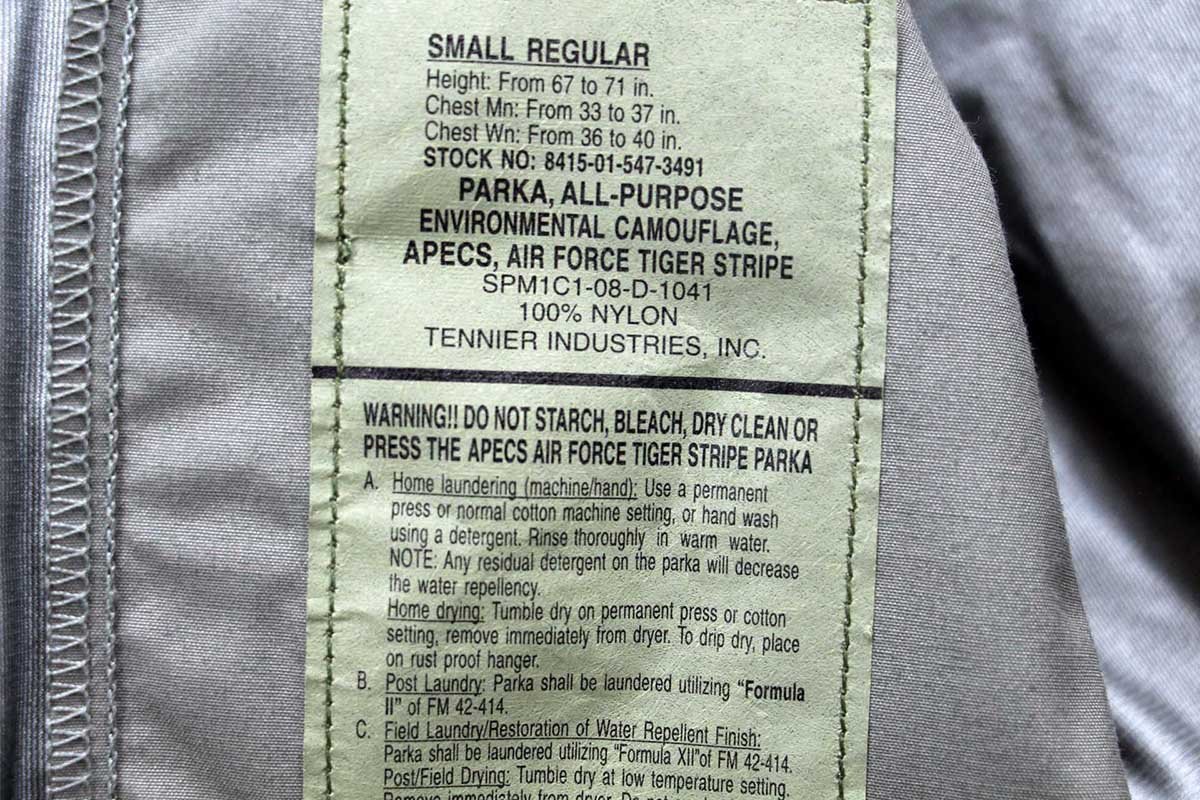 SMALL REGULAR
Height: From 67 to 71 in.
Chest Mn: From 33 to 37 in.
Chest Wn: From 36 to 40 in.
STOCK NO: 8415-01-547-3491
PARKA, ALL-PURPOSE
ENVIRONMENTAL CAMOUFLAGE,
APECS, AIR FORCE TIGER STRIPE
SPM1C1-08-D-1041
100% NYLON
TENNIER INDUSTRIES, INC.
WARNING!! DO NOT STARCH, BLEACH, DRY CLEAN OR
PRESS THE APECS AIR FORCE TIGER STRIPE PARKA
A. Home laundering (machine/hand): Use a permanent
press or normal cotton machine setting, or hand wash
using a detergent. Rinse thoroughly in warm water.
NOTE: Any residual detergent on the parka will decrease
the water repellency.
Home drying: Tumble dry on permanent press or cotton
setting, remove immediately from dryer. To drip dry, place
on rust proof hanger.
B. Post Laundry: Parka shall be laundered utilizing "Formula
II" of FM 42-414.
C. Field Laundry/Restoration of Water Repellent Finish:
Parka shall be laundered utilizing "Formula XII"of FM 42-414.
Post/Field Drying: Tumble dry at low temperature setting.
Remove immediately from dryer. Do not